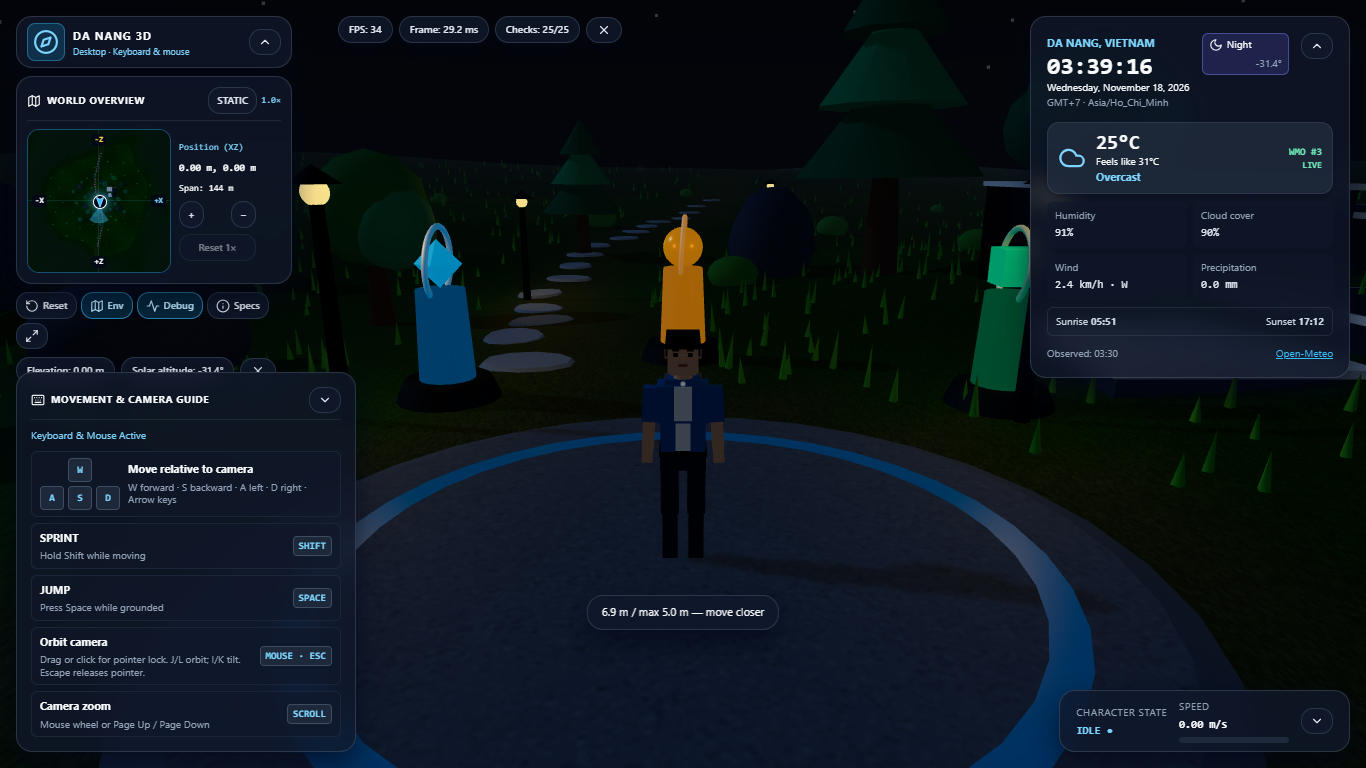 DA NANG 3D
Desktop · Keyboard & mouse
WORLD OVERVIEW
STATIC
1.0×
-Z
-X
+X
+Z
Position (XZ)
0.00 m, 0.00 m
Span: 144 m
+
−
Reset 1×
Reset
Env
Debug
Specs
Elevation: 0.00 m
Solar altitude: -31.4°
MOVEMENT & CAMERA GUIDE
Keyboard & Mouse Active
W
A
S
D
Move relative to camera
W forward · S backward · A left · D right ·
Arrow keys
SPRINT
Hold Shift while moving
SHIFT
JUMP
Press Space while grounded
SPACE
Orbit camera
Drag or click for pointer lock. J/L orbit; I/K tilt.
Escape releases pointer.
MOUSE · ESC
Camera zoom
Mouse wheel or Page Up / Page Down
SCROLL
FPS: 34
Frame: 29.2 ms
Checks: 25/25
6.9 m / max 5.0 m — move closer
DA NANG, VIETNAM
03:39:16
Wednesday, November 18, 2026
GMT+7 · Asia/Ho_Chi_Minh
Night
-31.4°
25°C
Feels like 31°C
Overcast
WMO #3
LIVE
Humidity
91%
Cloud cover
90%
Wind
2.4 km/h · W
Precipitation
0.0 mm
Sunrise 05:51
Sunset 17:12
Observed: 03:30
Open-Meteo
CHARACTER STATE
IDLE
SPEED
0.00 m/s